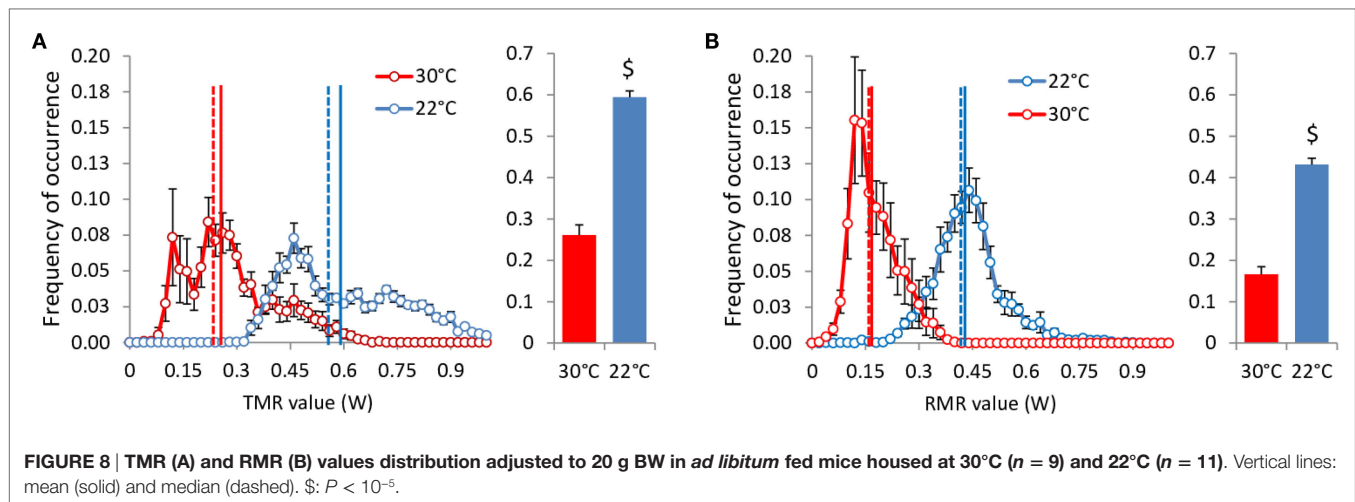 A
0.20
0.18
0.15
0.13
0.10
0.08
0.05
0.03
0.00
Frequency of occurrence
30°C
22°C
0 0.15 0.3 0.45 0.6 0.75 0.9
TMR value (W)
0.7
0.6
0.5
0.4
0.3
0.2
0.1
0
$
30°C 22°C
B
0.20
0.18
0.15
0.13
0.10
0.08
0.05
0.03
0.00
Frequency of occurrence
22°C
30°C
0 0.15 0.3 0.45 0.6 0.75 0.9
RMR value (W)
0.7
0.6
0.5
0.4
0.3
0.2
0.1
0
$
30°C 22°C
FIGURE 8 | TMR (A) and RMR (B) values distribution adjusted to 20 g BW in ad libitum fed mice housed at 30°C (n = 9) and 22°C (n = 11). Vertical lines:
mean (solid) and median (dashed). $: P < 10⁻⁵.